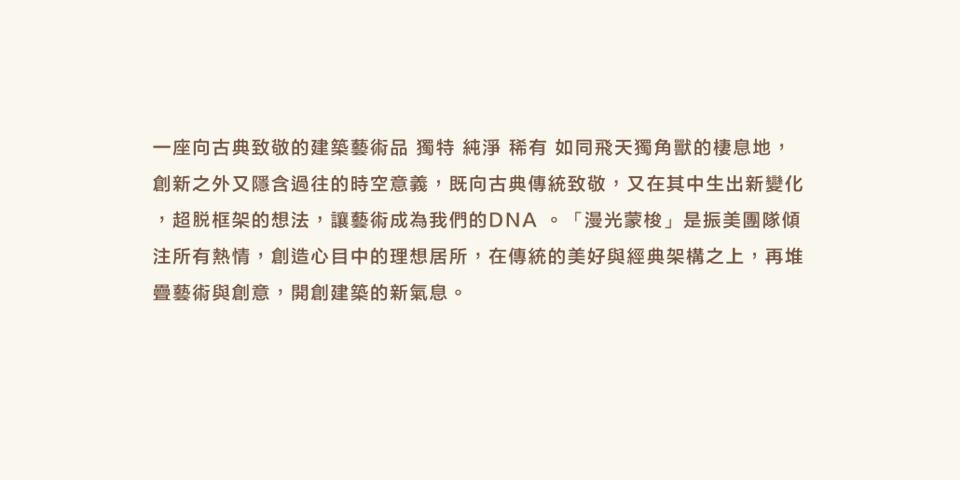 一座向古典致敬的建築藝術品 獨特 純淨 稀有 如同飛天獨角獸的棲息地，
創新之外又隱含過往的時空意義，既向古典傳統致敬，又在其中生出新變化
，超脫框架的想法，讓藝術成為我們的DNA 。「漫光蒙梭」是振美團隊傾
注所有熱情，創造心目中的理想居所，在傳統的美好與經典架構之上，再堆
疊藝術與創意，開創建築的新氣息。